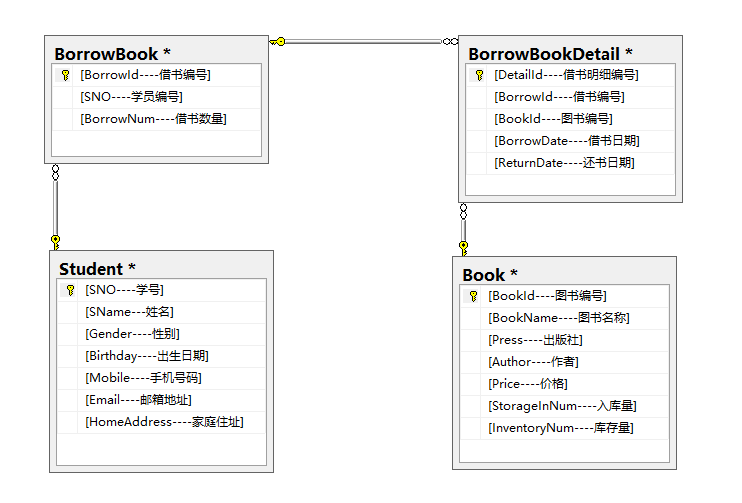 BorrowBook *
[BorrowId----借书编号]
[SNO----学员编号]
[BorrowNum----借书数量]
BorrowBookDetail *
[DetailId----借书明细编号]
[BorrowId----借书编号]
[BookId----图书编号]
[BorrowDate----借书日期]
[ReturnDate----还书日期]
Student *
[SNO----学号]
[SName---姓名]
[Gender----性别]
[Birthday----出生日期]
[Mobile----手机号码]
[Email----邮箱地址]
[HomeAddress----家庭住址]
Book *
[BookId----图书编号]
[BookName----图书名称]
[Press----出版社]
[Author----作者]
[Price----价格]
[StorageInNum----入库量]
[InventoryNum----库存量]